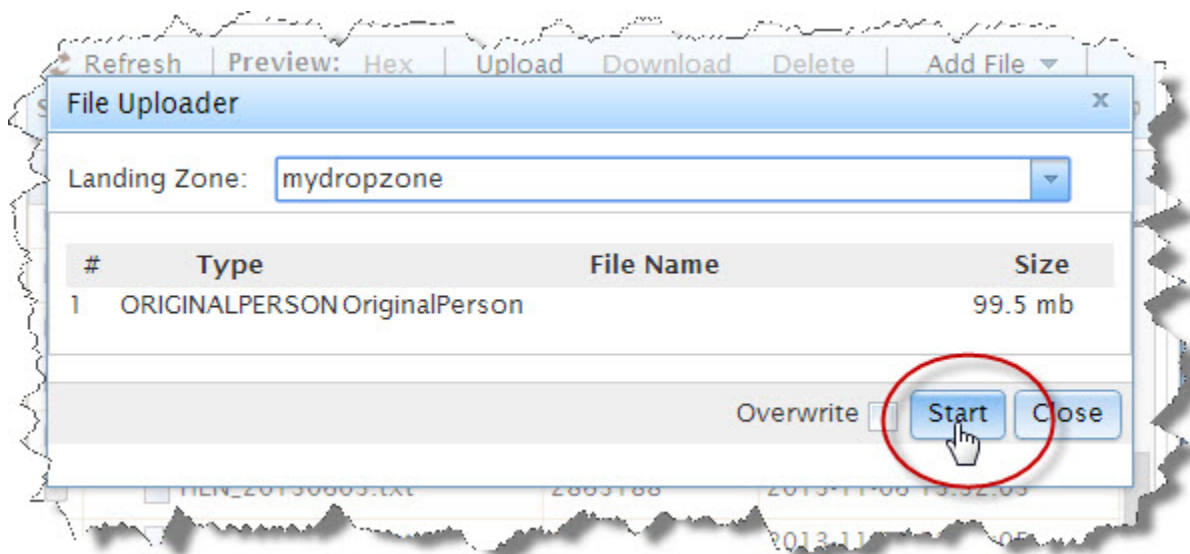 Refresh Preview: Hex Upload Download Delete Add File
File Uploader x
Landing Zone: mydropzone
# Type File Name Size
1 ORIGINALPERSON OriginalPerson 99.5 mb
Overwrite Start Close